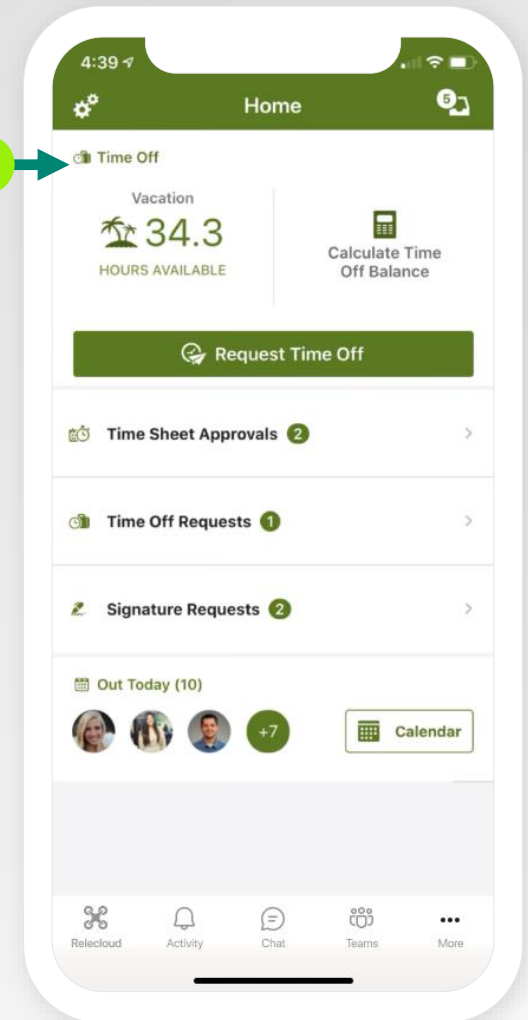 4:39
Home
5
Time Off
Vacation
34.3
HOURS AVAILABLE
Calculate Time
Off Balance
Request Time Off
Time Sheet Approvals 2
Time Off Requests 1
Signature Requests 2
Out Today (10)
+7
Calendar
Relecloud
Activity
Chat
Teams
More